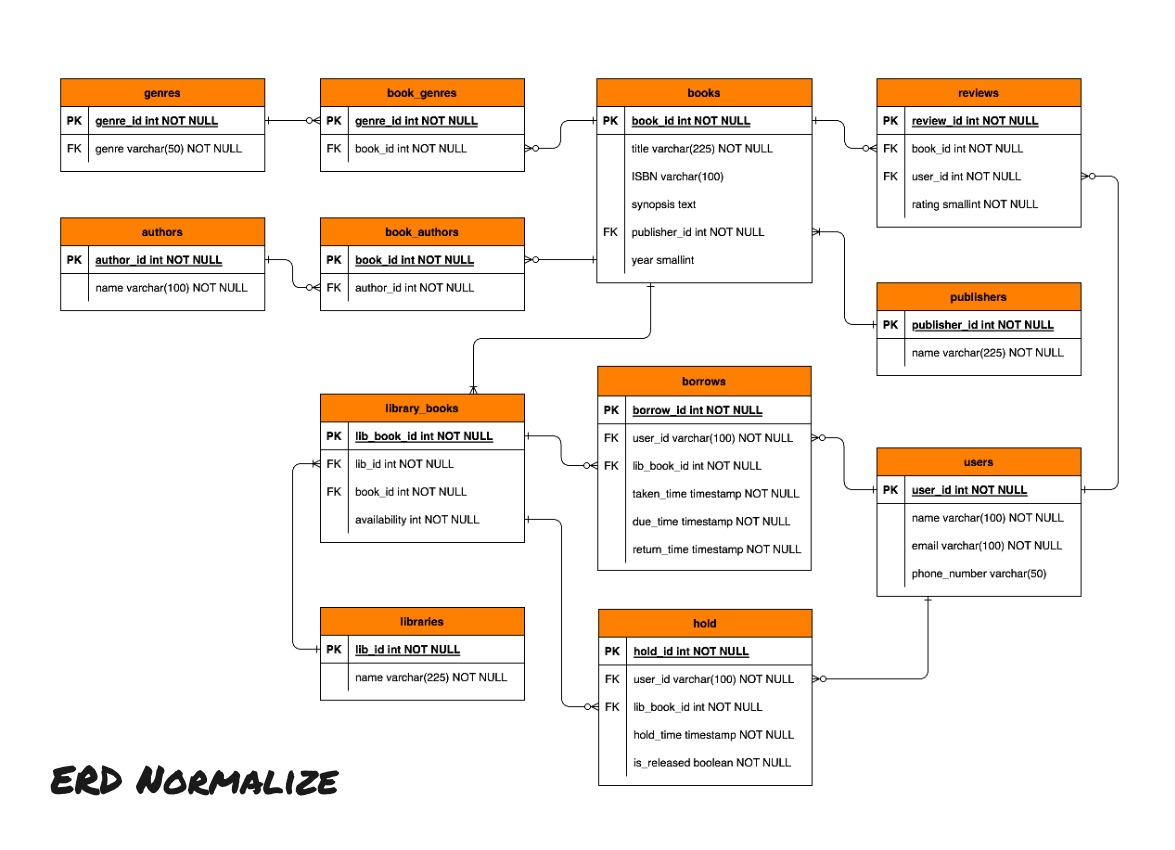 genres
PK genre_id int NOT NULL
FK genre varchar(50) NOT NULL
book_genres
PK genre_id int NOT NULL
FK book_id int NOT NULL
books
PK book_id int NOT NULL
title varchar(225) NOT NULL
ISBN varchar(100)
synopsis text
FK publisher_id int NOT NULL
year smallint
reviews
PK review_id int NOT NULL
FK book_id int NOT NULL
FK user_id int NOT NULL
rating smallint NOT NULL
authors
PK author_id int NOT NULL
name varchar(100) NOT NULL
book_authors
PK book_id int NOT NULL
FK author_id int NOT NULL
publishers
PK publisher_id int NOT NULL
name varchar(225) NOT NULL
library_books
PK lib_book_id int NOT NULL
FK lib_id int NOT NULL
FK book_id int NOT NULL
availability int NOT NULL
borrows
PK borrow_id int NOT NULL
FK user_id varchar(100) NOT NULL
FK lib_book_id int NOT NULL
taken_time timestamp NOT NULL
due_time timestamp NOT NULL
return_time timestamp NOT NULL
users
PK user_id int NOT NULL
name varchar(100) NOT NULL
email varchar(100) NOT NULL
phone_number varchar(50)
libraries
PK lib_id int NOT NULL
name varchar(225) NOT NULL
hold
PK hold_id int NOT NULL
FK user_id varchar(100) NOT NULL
FK lib_book_id int NOT NULL
hold_time timestamp NOT NULL
is_released boolean NOT NULL
ERD Normalize